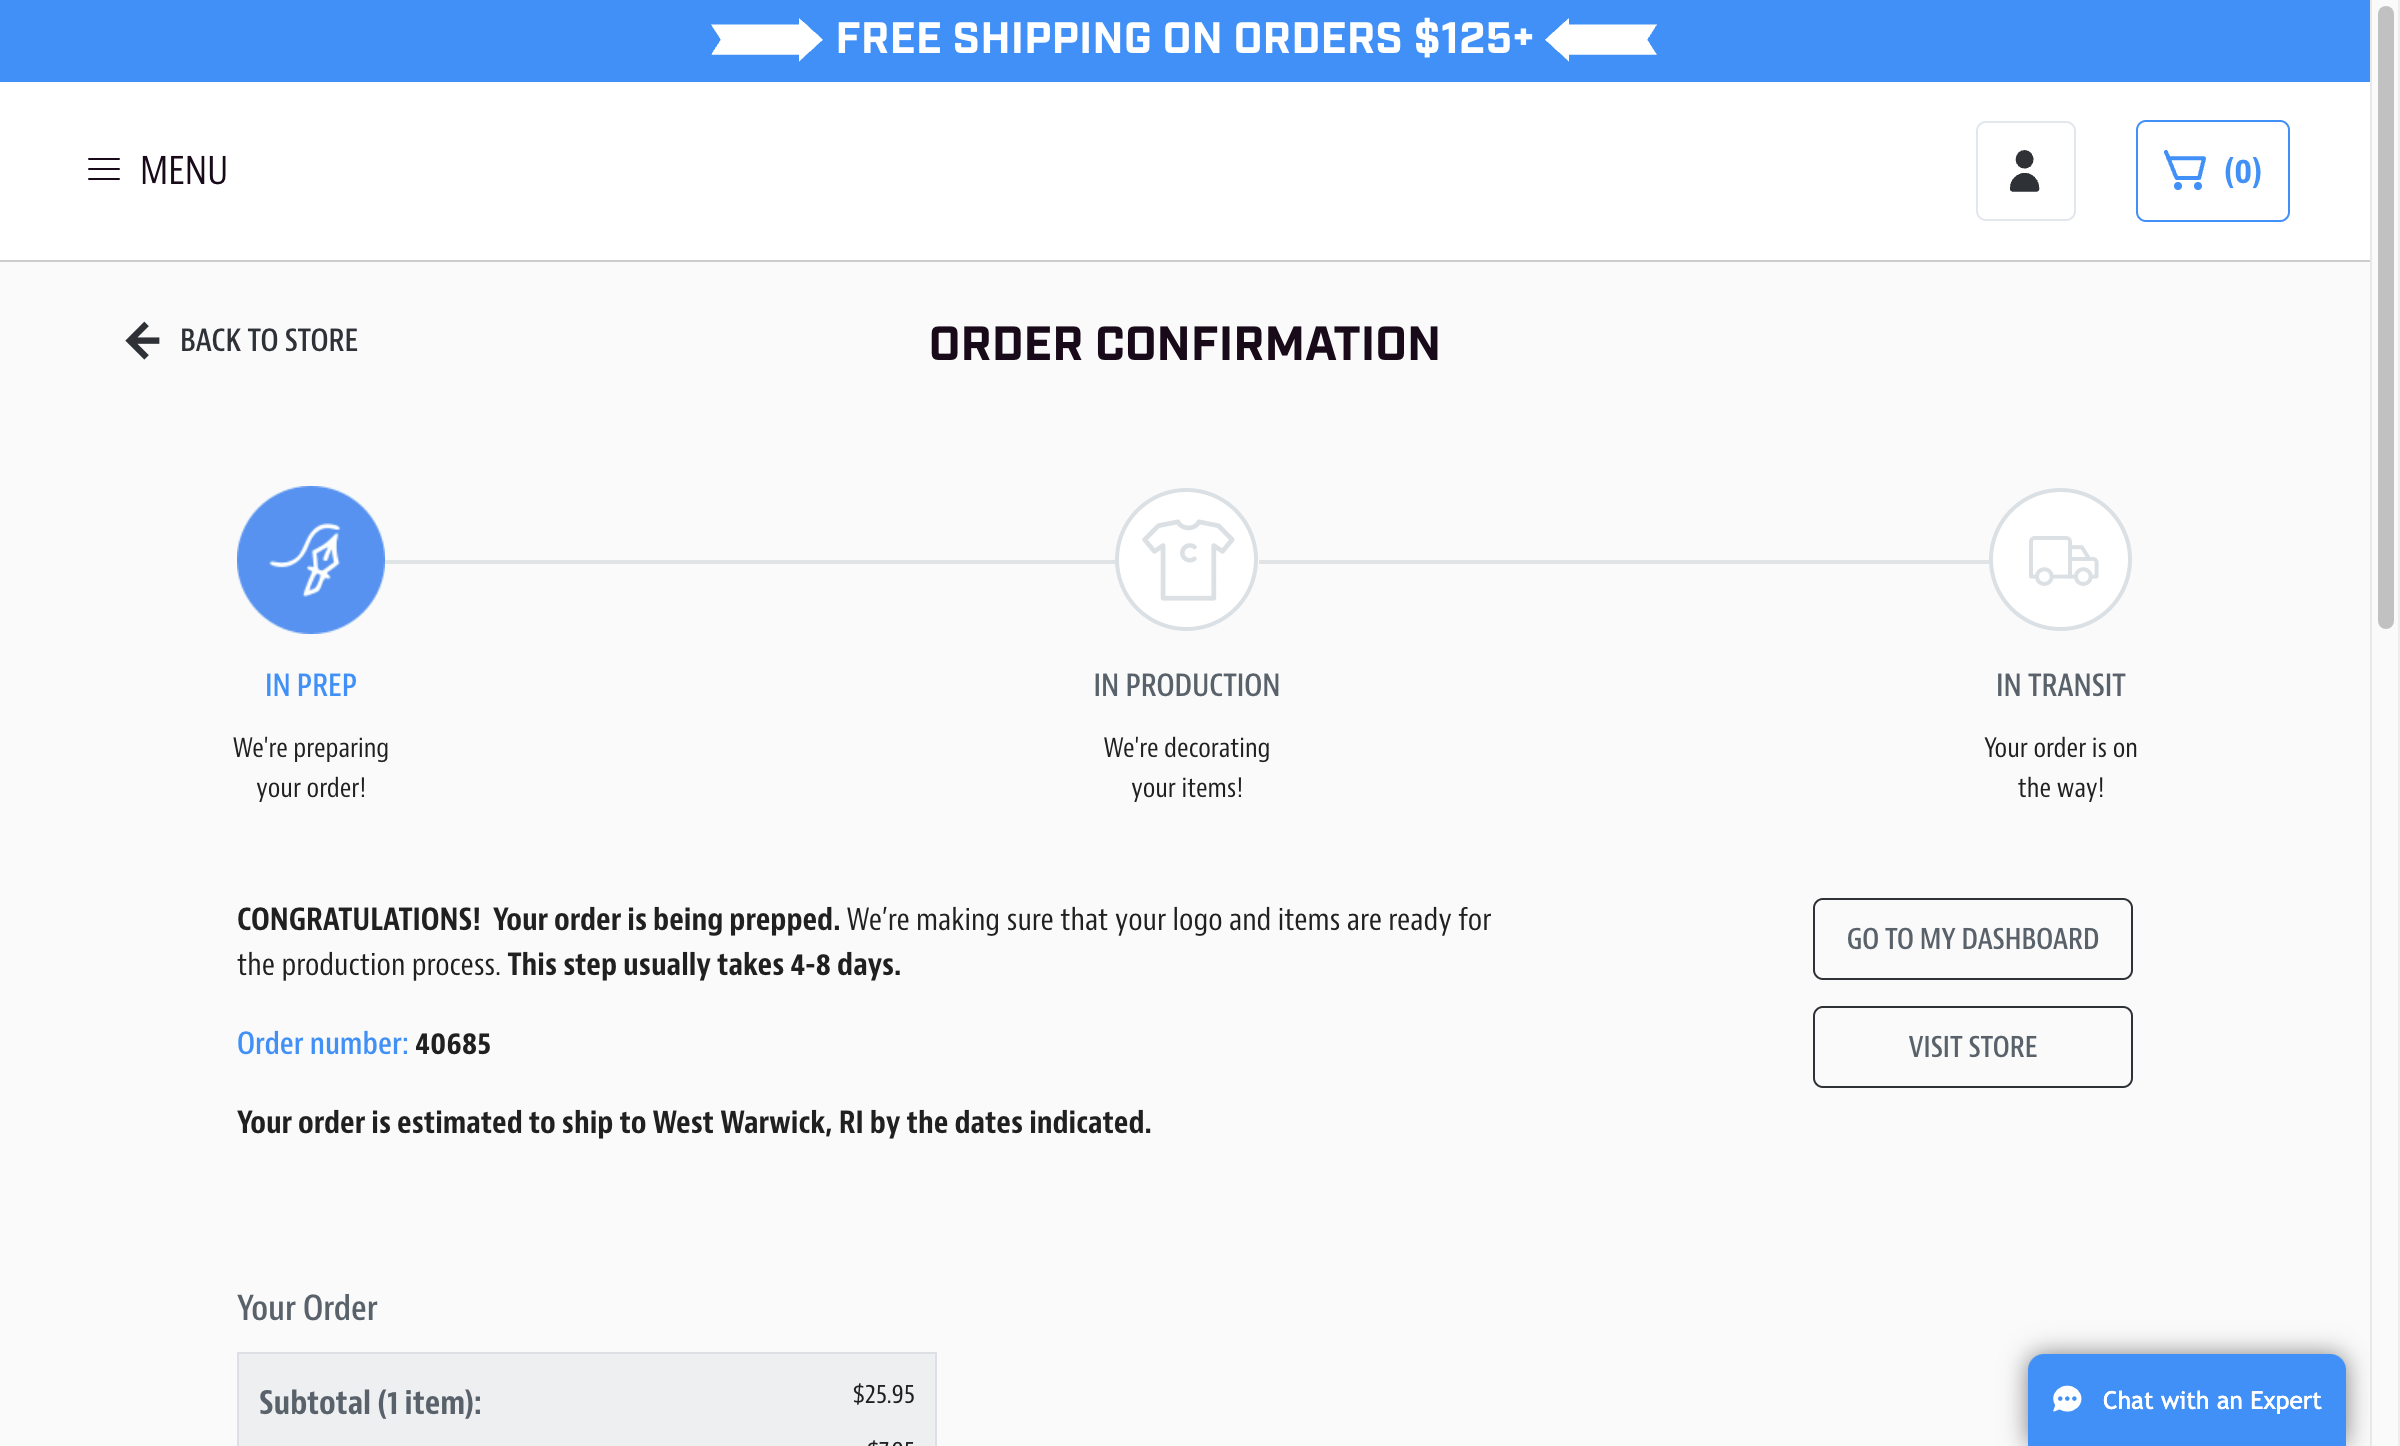 FREE SHIPPING ON ORDERS $125+
MENU
(0)
BACK TO STORE
ORDER CONFIRMATION
C
IN PREP
We're preparing
your order!
IN PRODUCTION
We're decorating
your items!
IN TRANSIT
Your order is on
the way!
CONGRATULATIONS! Your order is being prepped. We're making sure that your logo and items are ready for
the production process. This step usually takes 4-8 days.
Order number: 40685
Your order is estimated to ship to West Warwick, RI by the dates indicated.
GO TO MY DASHBOARD
VISIT STORE
Your Order
Subtotal (1 item): $25.95
Chat with an Expert